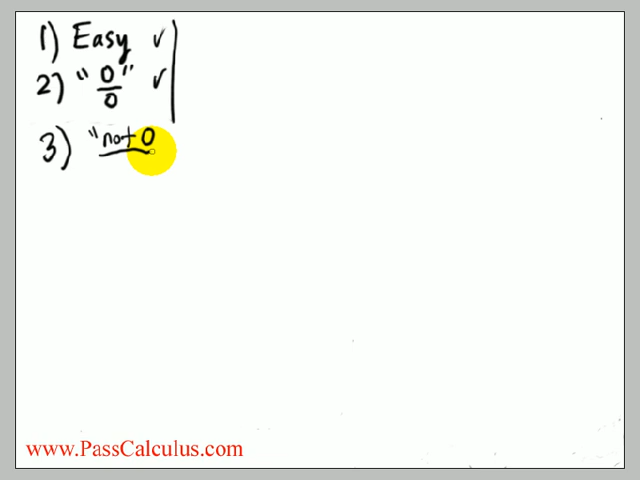 1) Easy ✓
2) "0/0" ✓
3) "not 0
www.PassCalculus.com